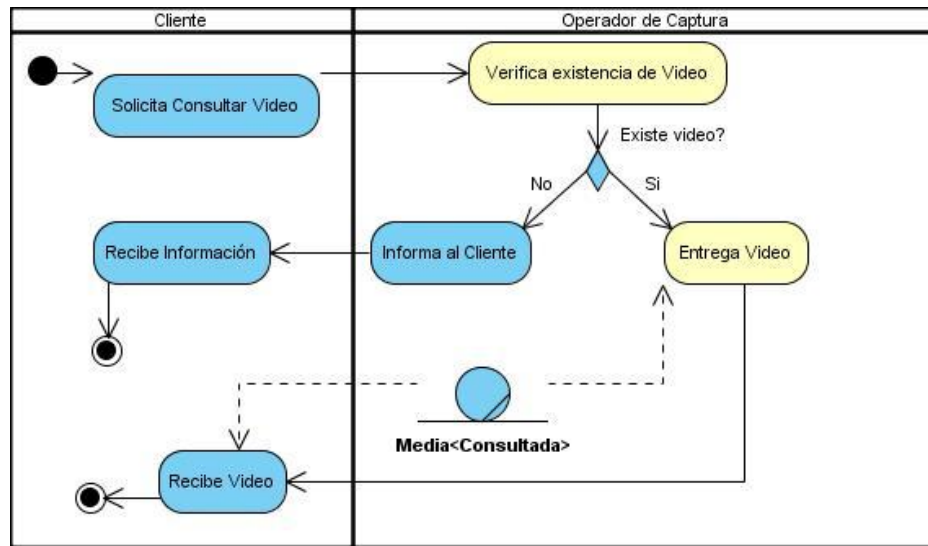 Cliente
Operador de Captura
Solicita Consultar Video
Verifica existencia de Video
Existe video?
No
Si
Recibe Información
Informa al Cliente
Entrega Video
Media<Consultada>
Recibe Video